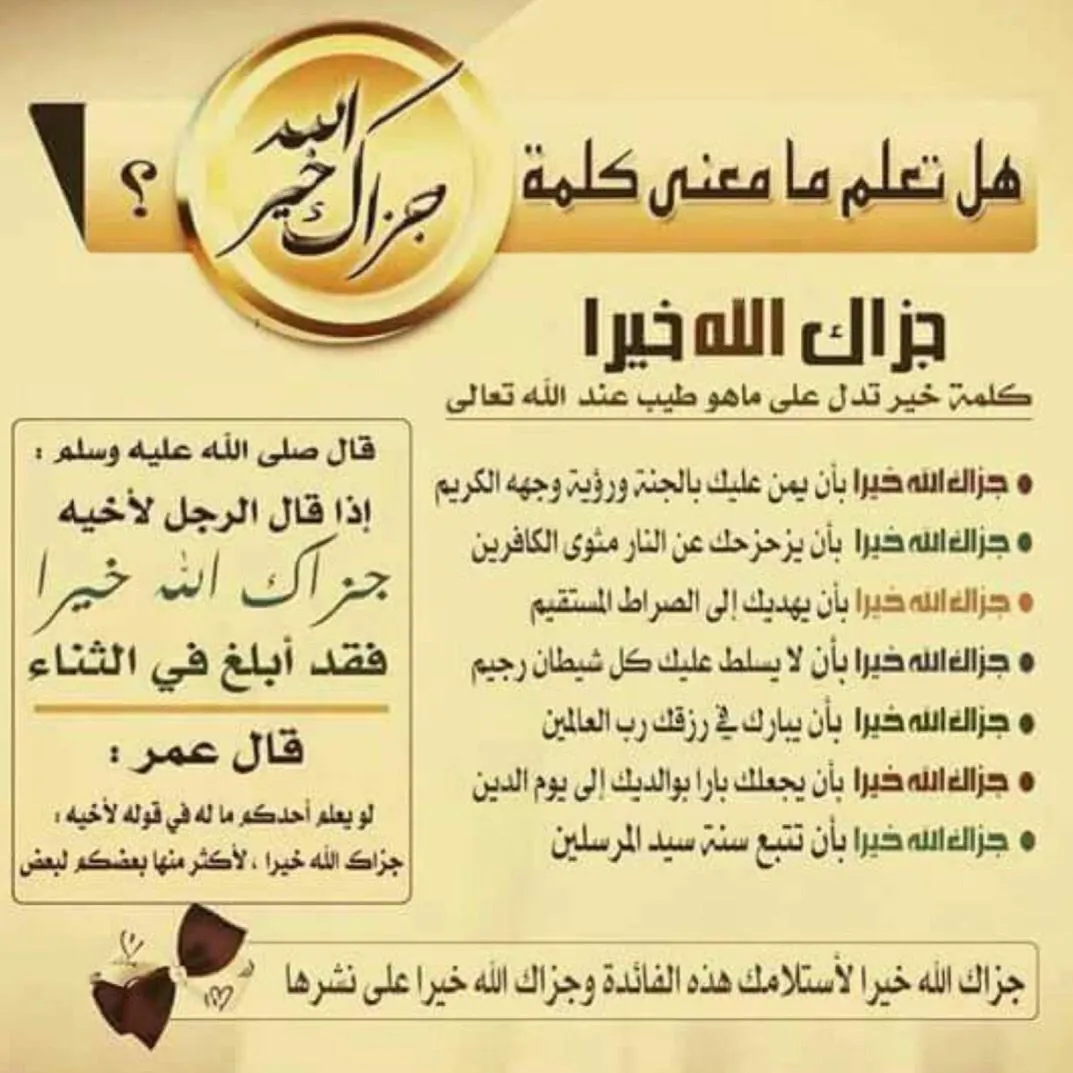 هل تعلم ما معنى كلمة جزاك الله خير ؟
جزاك الله خيرا
كلمة خير تدل على ماهو طيب عند الله تعالى
• جزاك الله خيرا بأن يمن عليك بالجنة ورؤية وجهه الكريم
• جزاك الله خيرا بأن يزحزحك عن النار مثوى الكافرين
• جزاك الله خيرا بأن يهديك إلى الصراط المستقيم
• جزاك الله خيرا بأن لا يسلط عليك كل شيطان رجيم
• جزاك الله خيرا بأن يبارك في رزقك رب العالمين
• جزاك الله خيرا بأن يجعلك بارا بوالديك إلى يوم الدين
• جزاك الله خيرا بأن تتبع سنة سيد المرسلين
قال صلى الله عليه وسلم :
إذا قال الرجل لأخيه
جزاك الله خيرا
فقد أبلغ في الثناء
قال عمر :
لو يعلم أحدكم ما له في قوله لأخيه :
جزاك الله خيرا ، لأكثر منها بعضكم لبعض
جزاك الله خيرا لأستلامك هذه الفائدة وجزاك الله خيرا على نشرها